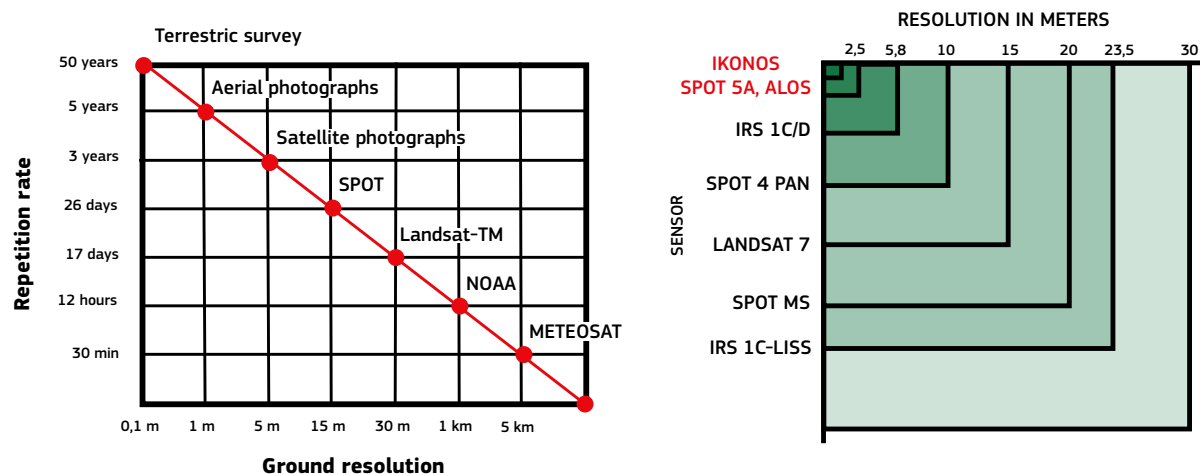 Terrestric survey
50 years
Aerial photographs
5 years
Satellite photographs
3 years
SPOT
26 days
Landsat-TM
17 days
NOAA
12 hours
METEOSAT
30 min
Repetition rate
0,1 m 1 m 5 m 15 m 30 m 1 km 5 km
Ground resolution
RESOLUTION IN METERS
2,5 5,8 10 15 20 23,5 30
IKONOS
SPOT 5A, ALOS
IRS 1C/D
SPOT 4 PAN
SENSOR
LANDSAT 7
SPOT MS
IRS 1C-LISS